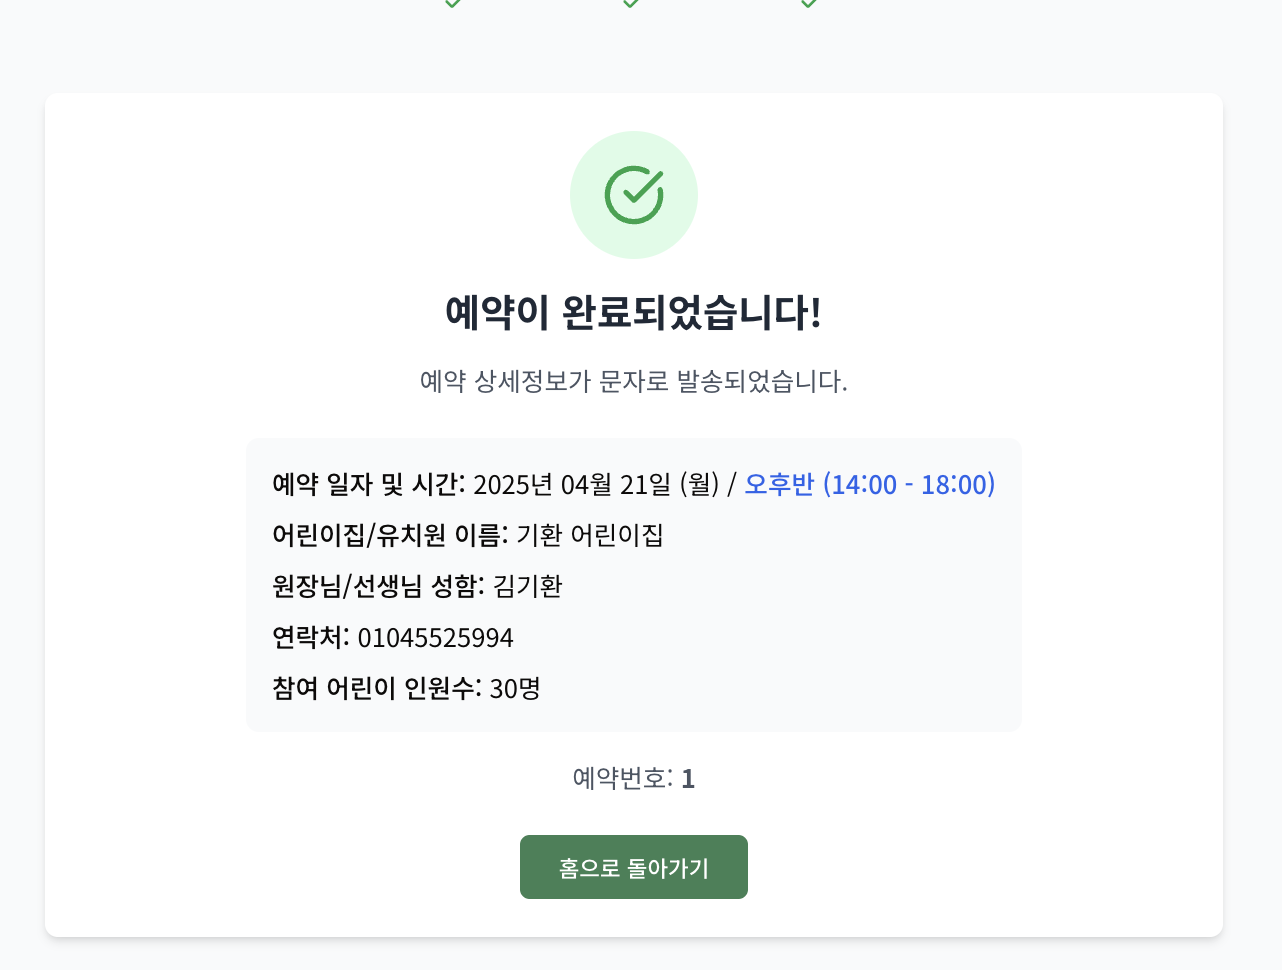 예약이 완료되었습니다!
예약 상세정보가 문자로 발송되었습니다.
예약 일자 및 시간: 2025년 04월 21일 (월) / 오후반 (14:00 - 18:00)
어린이집/유치원 이름: 기환 어린이집
원장님/선생님 성함: 김기환
연락처: 01045525994
참여 어린이 인원수: 30명
예약번호: 1
홈으로 돌아가기